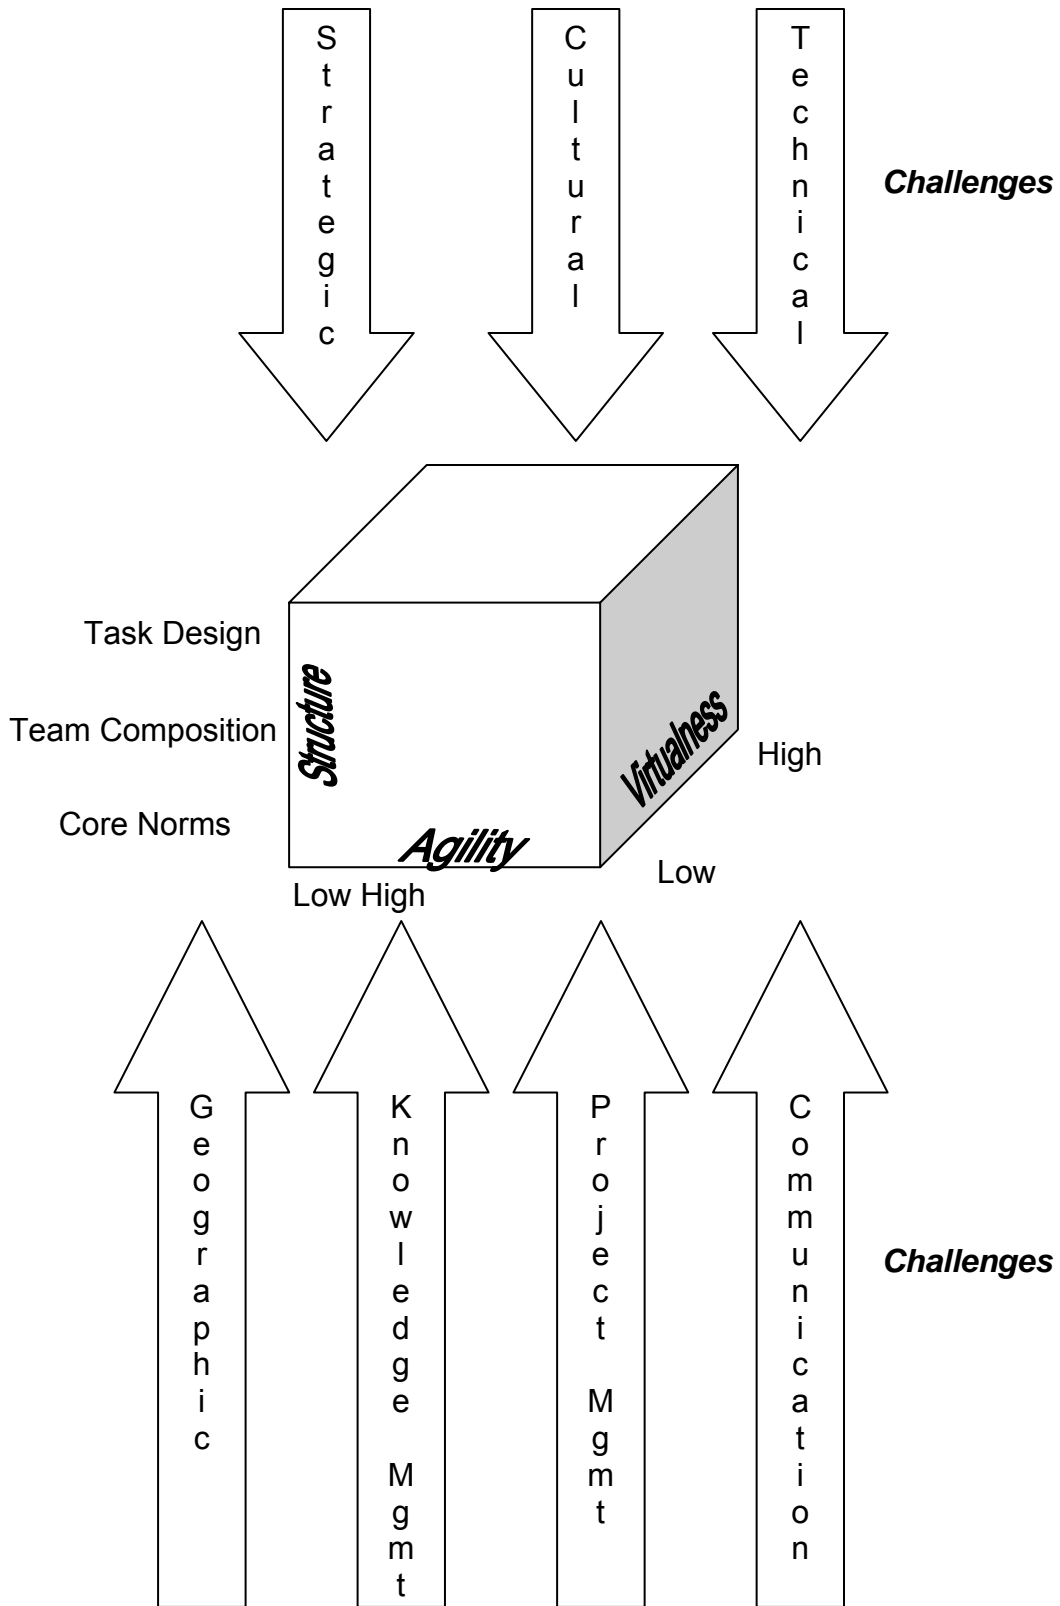 Strategic
Cultural
Technical
Challenges
Task Design
Structure
Team Composition
Virtualness
High
Core Norms
Agility
Low
Low High
Geographic
Knowledge Mgmt
Project Mgmt
Communication
Challenges